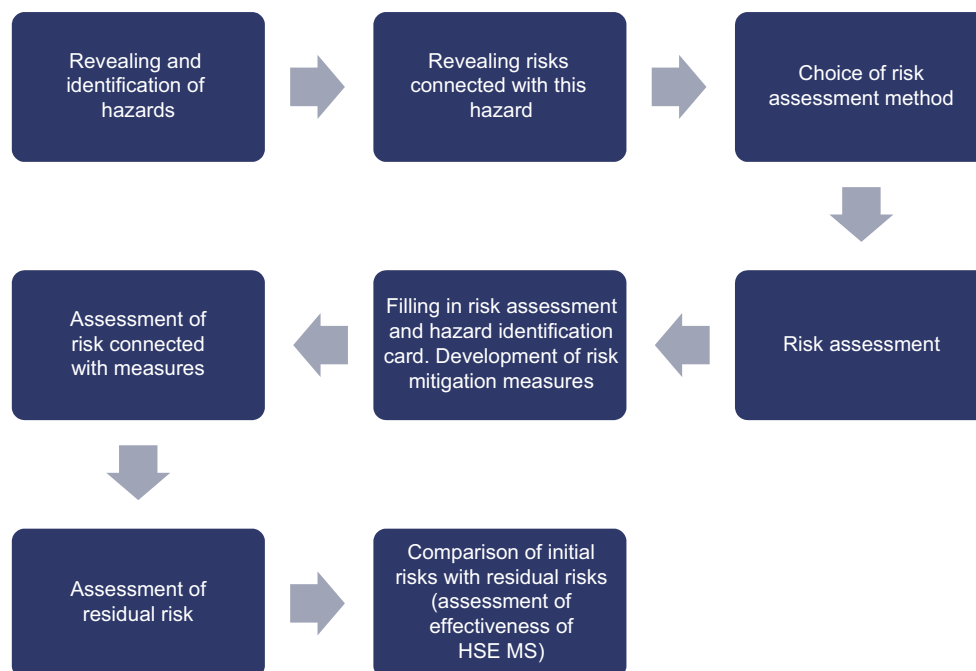 Revealing and
identification of
hazards
Revealing risks
connected with this
hazard
Choice of risk
assessment method
Risk assessment
Filling in risk assessment
and hazard identification
card. Development of risk
mitigation measures
Assessment of
risk connected
with measures
Assessment of
residual risk
Comparison of initial
risks with residual risks
(assessment of
effectiveness of
HSE MS)